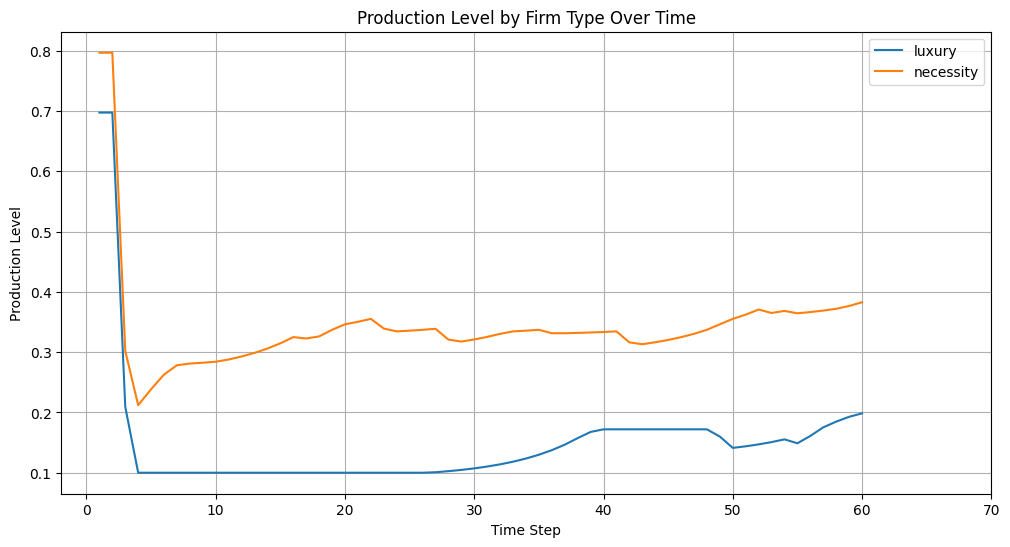 Production Level by Firm Type Over Time
luxury
necessity
Production Level
0.8
0.7
0.6
0.5
0.4
0.3
0.2
0.1
0 10 20 30 40 50 60 70
Time Step